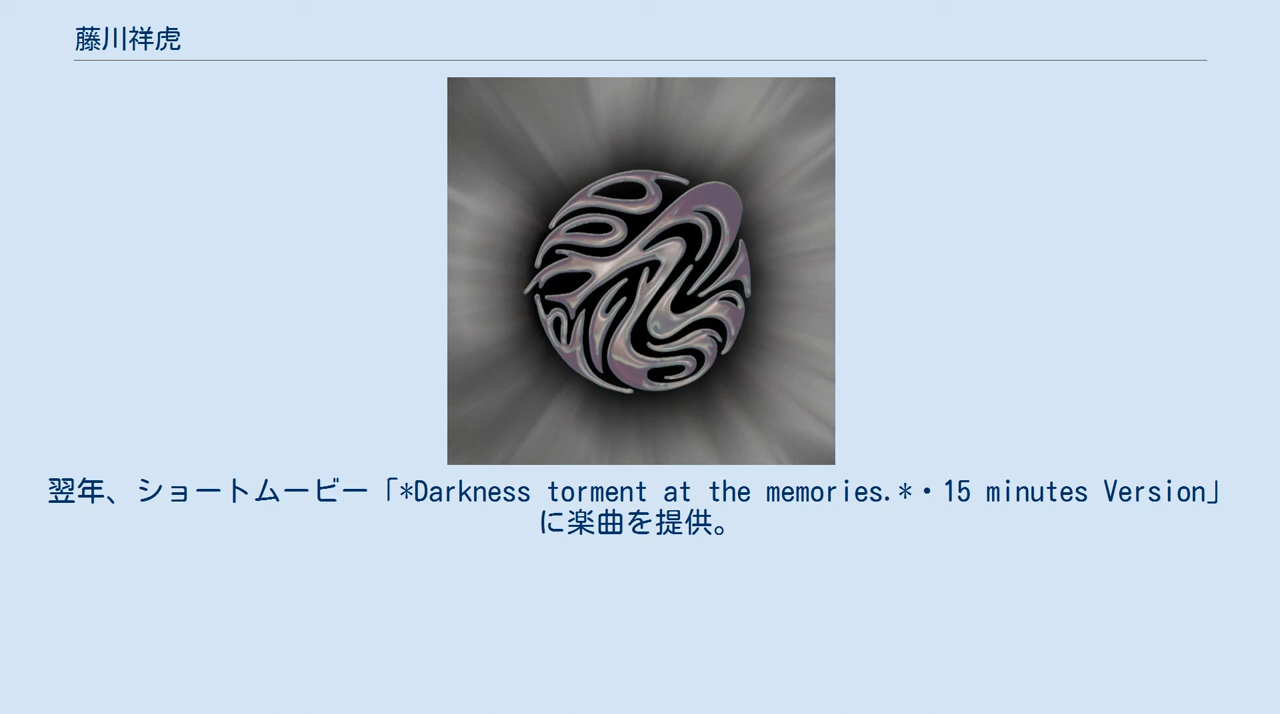 藤川祥虎
翌年、ショートムービー「*Darkness torment at the memories.*・15 minutes Version」
に楽曲を提供。